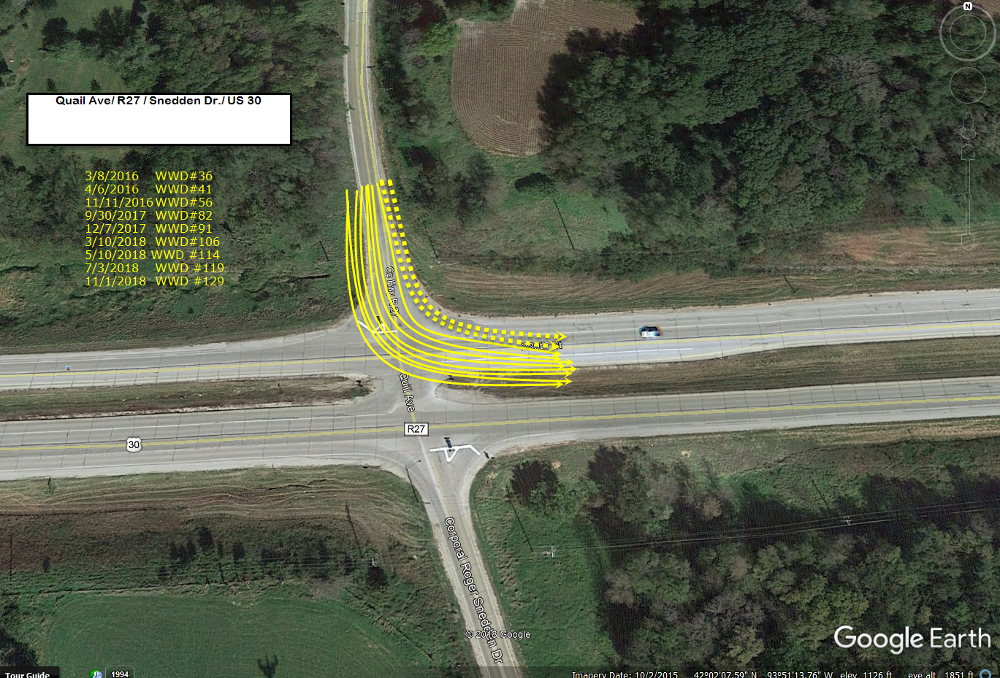 N
Quail Ave/ R27 / Snedden Dr./ US 30
3/8/2016 WWD#36
4/6/2016 WWD#41
11/11/2016 WWD#56
9/30/2017 WWD#82
12/7/2017 WWD#91
3/10/2018 WWD#106
5/10/2018 WWD #114
7/3/2018 WWD #119
11/1/2018 WWD #129
Co Hwy R 27
Quill Ave
R27
30
Corporal Roger Snedden Dr
© 2018 Google
Google Earth
Tour Guide
1994
Imagery Date: 10/2/2015 42°02'07.59" N 93°51'13.76" W elev 1126 ft eye alt 1851 ft